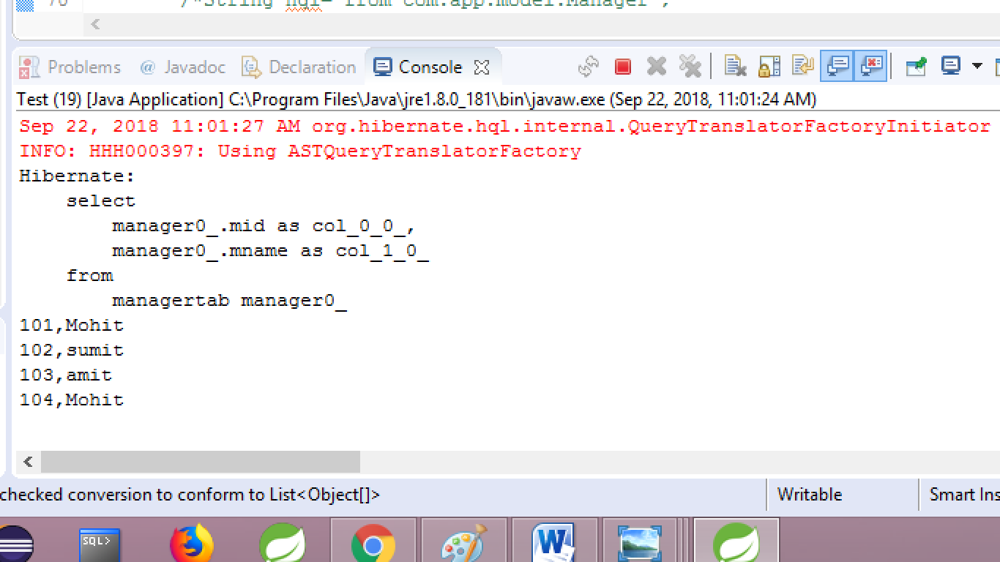 70 /*String hql="from com.app.model.Manager";
Problems @ Javadoc Declaration Console
Test (19) [Java Application] C:\Program Files\Java\jre1.8.0_181\bin\javaw.exe (Sep 22, 2018, 11:01:24 AM)
Sep 22, 2018 11:01:27 AM org.hibernate.hql.internal.QueryTranslatorFactoryInitiator
INFO: HHH000397: Using ASTQueryTranslatorFactory
Hibernate:
    select
        manager0_.mid as col_0_0_,
        manager0_.mname as col_1_0_
    from
        managertab manager0_
101,Mohit
102,sumit
103,amit
104,Mohit
checked conversion to conform to List<Object[]> Writable Smart Ins
SQL> W